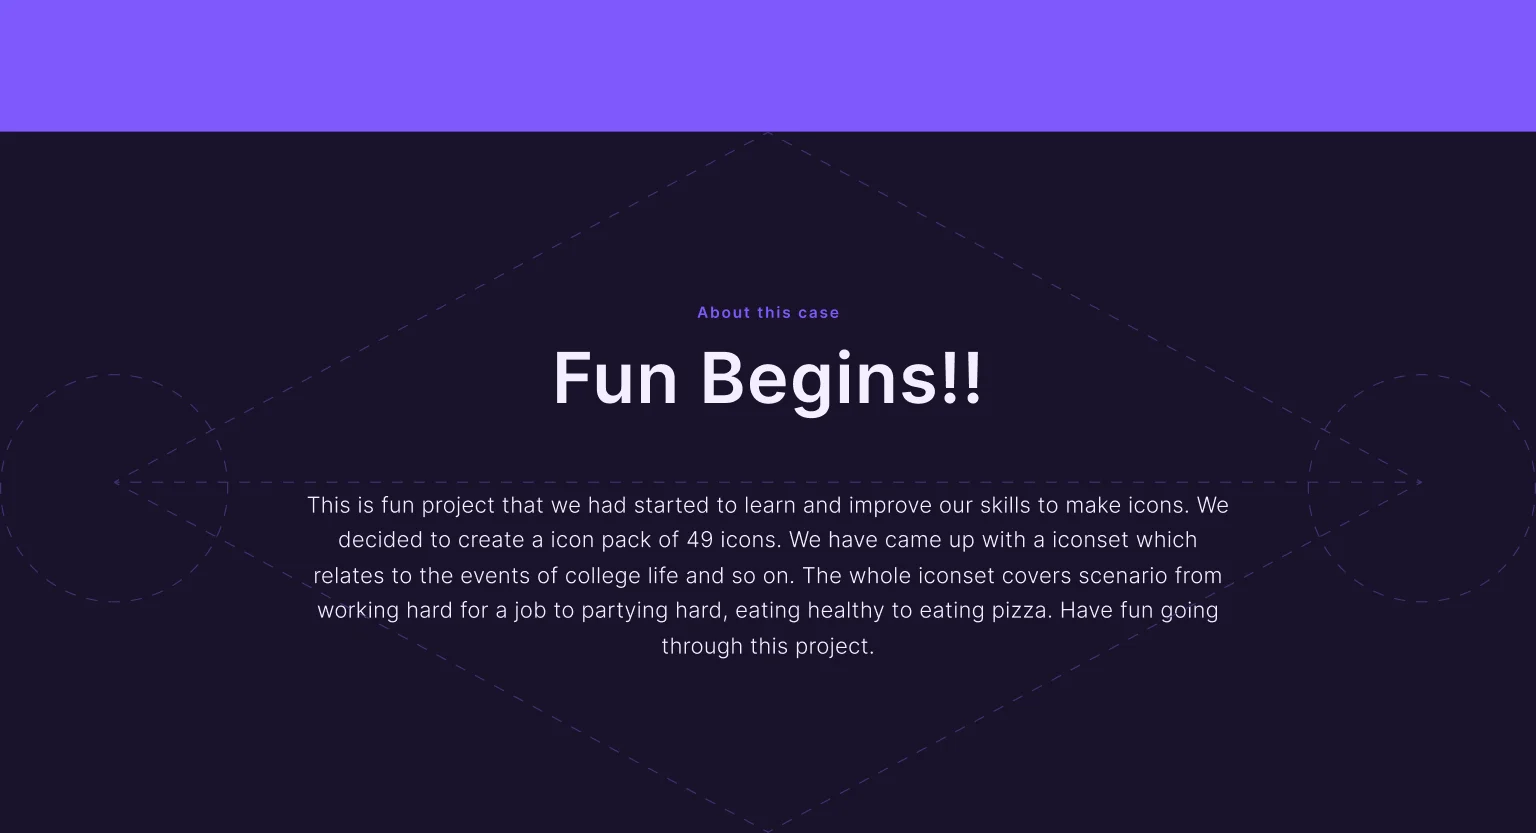 About this case
Fun Begins!!
This is fun project that we had started to learn and improve our skills to make icons. We
decided to create a icon pack of 49 icons. We have came up with a iconset which
relates to the events of college life and so on. The whole iconset covers scenario from
working hard for a job to partying hard, eating healthy to eating pizza. Have fun going
through this project.